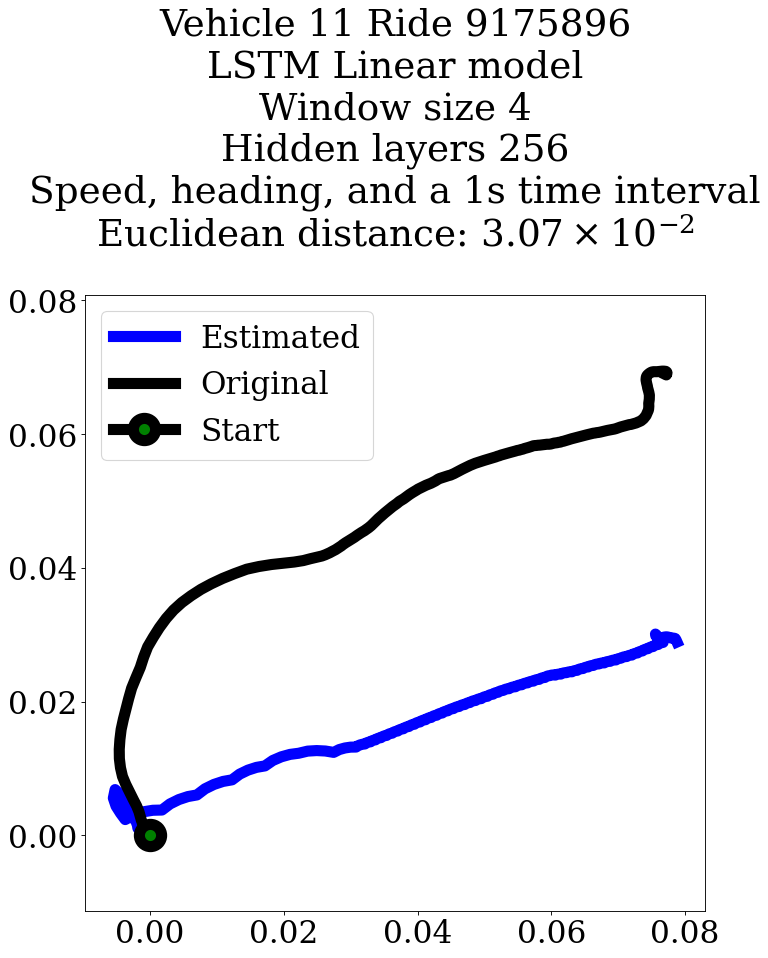 Vehicle 11 Ride 9175896
LSTM Linear model
Window size 4
Hidden layers 256
Speed, heading, and a 1s time interval
Euclidean distance: 3.07 × 10⁻²
0.08
Estimated
Original
Start
0.06
0.04
0.02
0.00
0.00 0.02 0.04 0.06 0.08